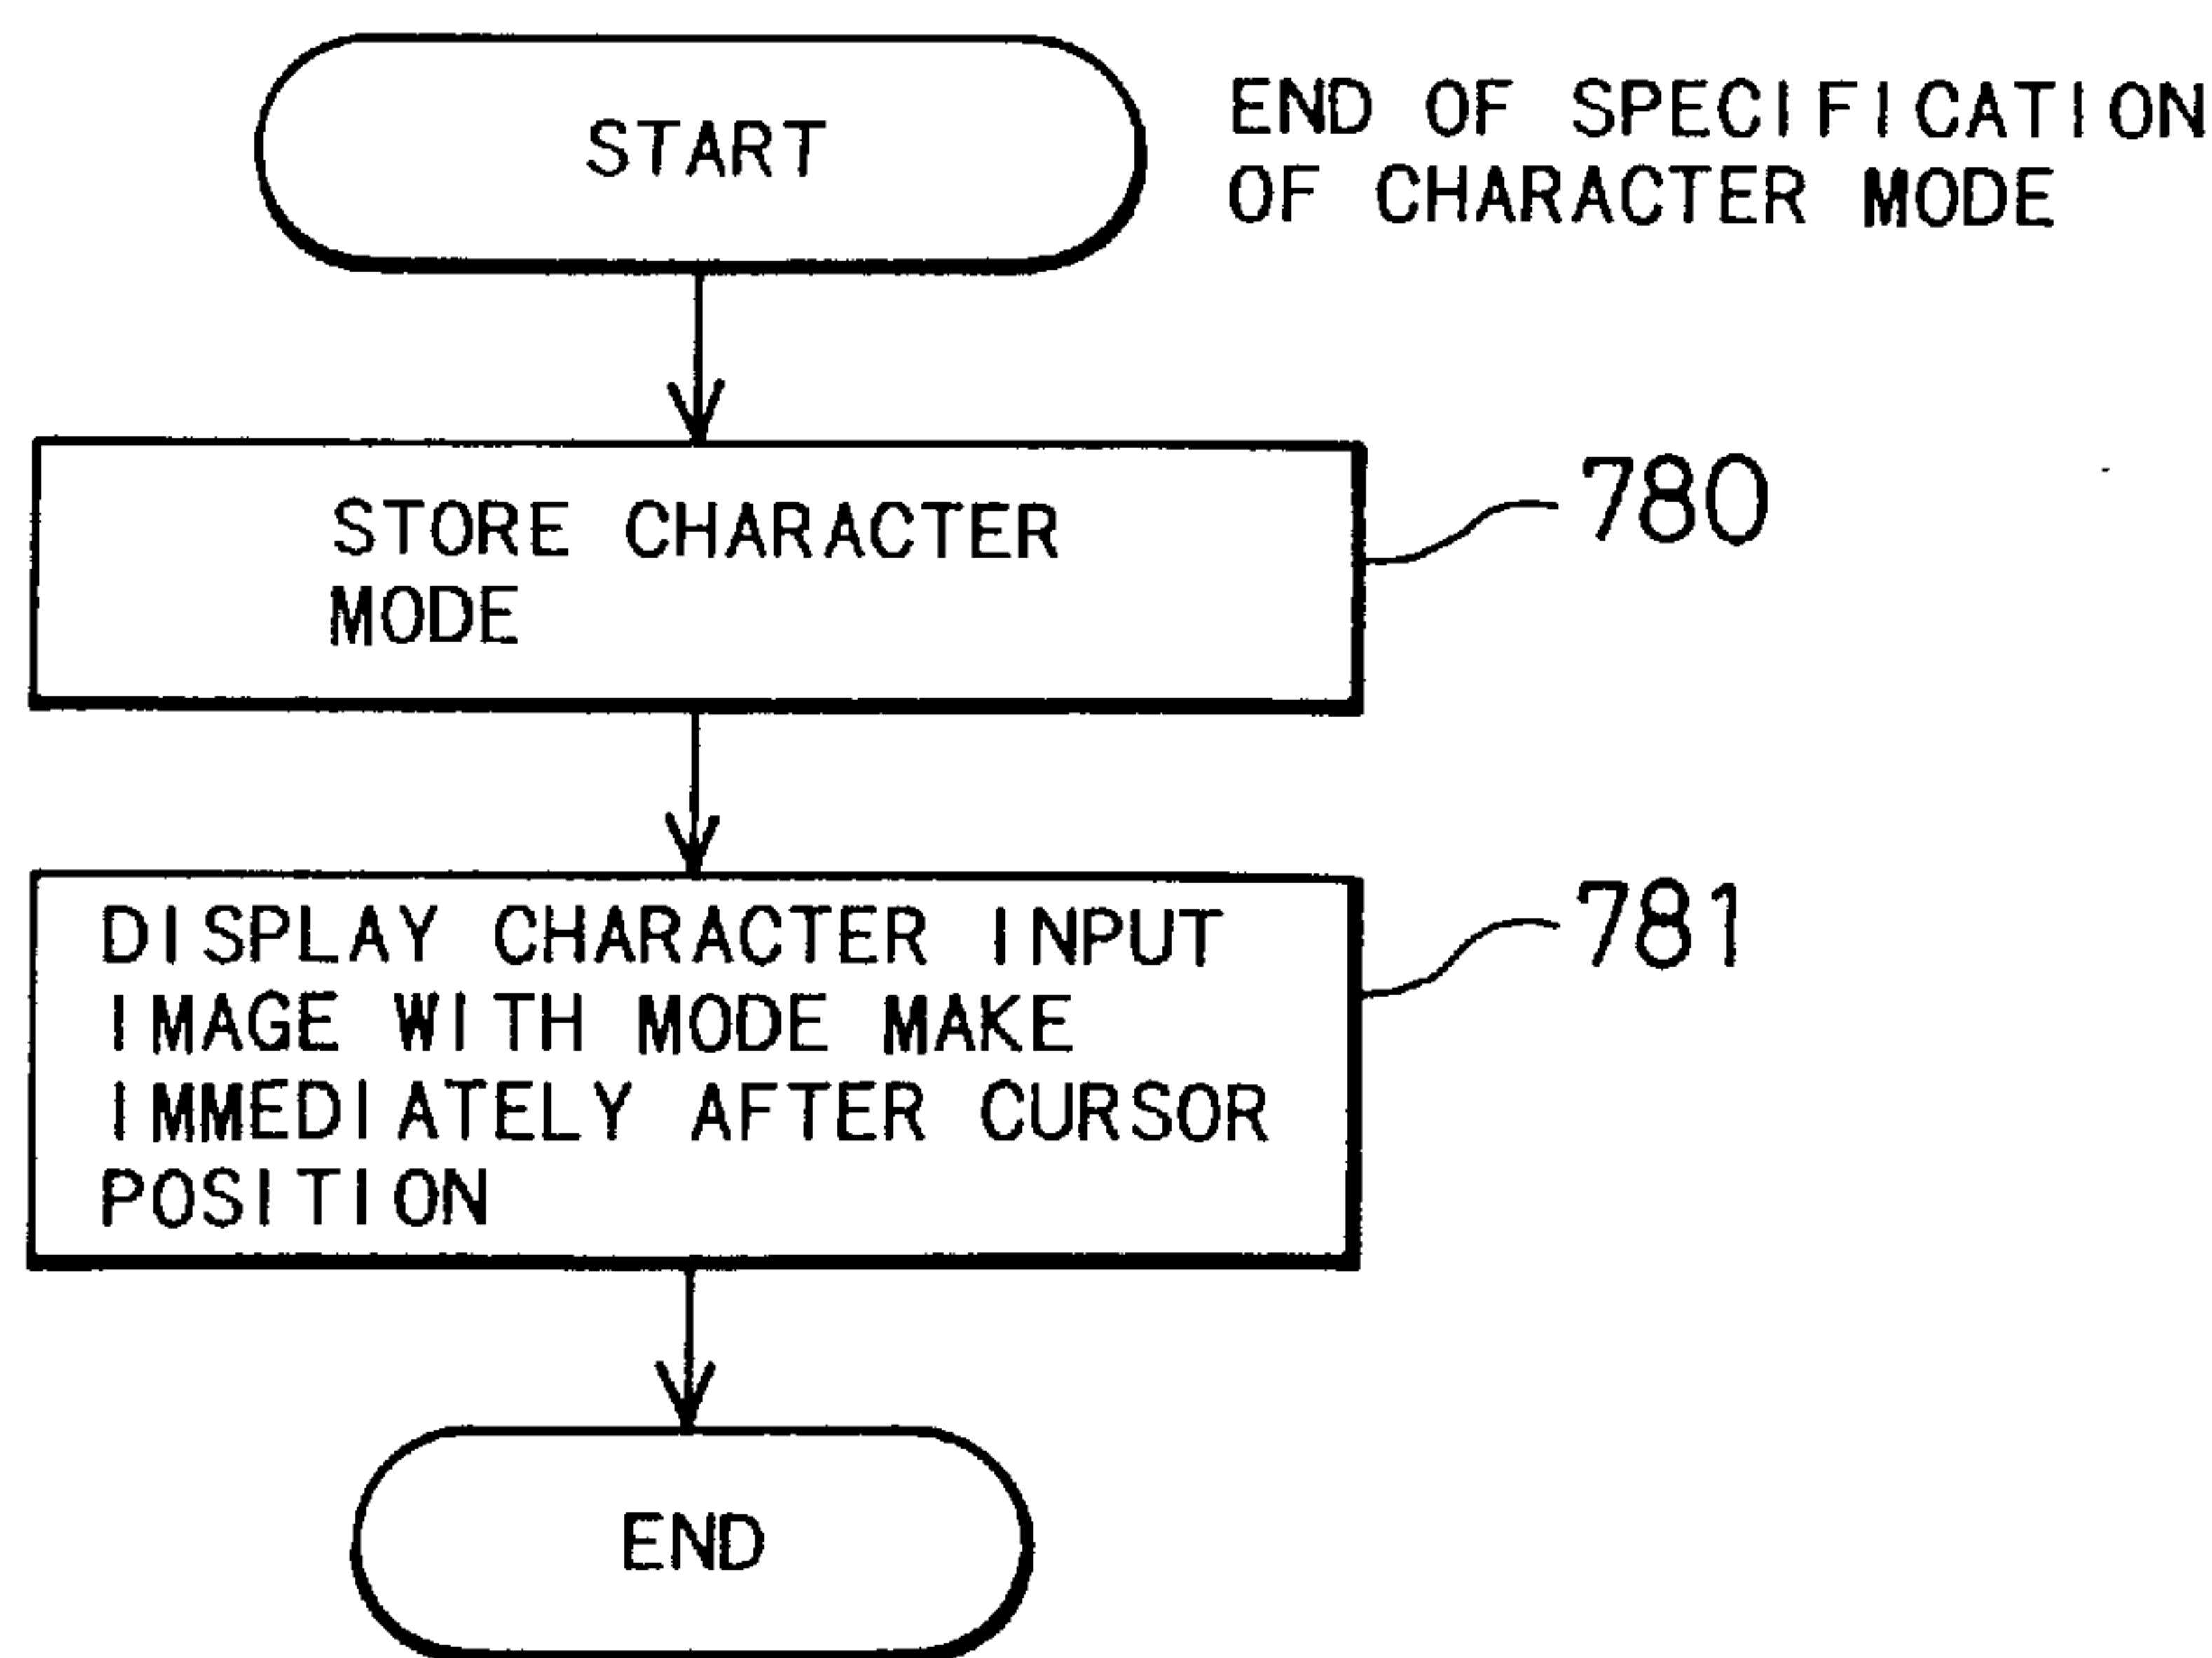 START
END OF SPECIFICATION
OF CHARACTER MODE
STORE CHARACTER
MODE
780
DISPLAY CHARACTER INPUT
IMAGE WITH MODE MAKE
IMMEDIATELY AFTER CURSOR
POSITION
781
END